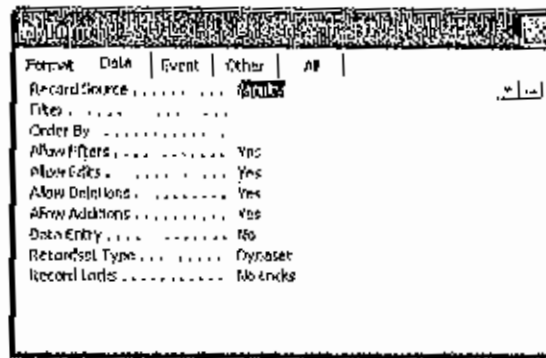 Format Data Event Other All
Record Source . . . . . . . .
Filter . . . . . . . .
Order By . . . . . . . . . .
Allow Filters . . . . . . . . . Yes
Allow Edits . . . . . . . . . Yes
Allow Deletions . . . . . . . . Yes
Allow Additions . . . . . . . . . Yes
Data Entry . . . . . . . . . . No
Recordset Type . . . . . . . . Dynaset
Record Locks . . . . . . . . . . No Locks